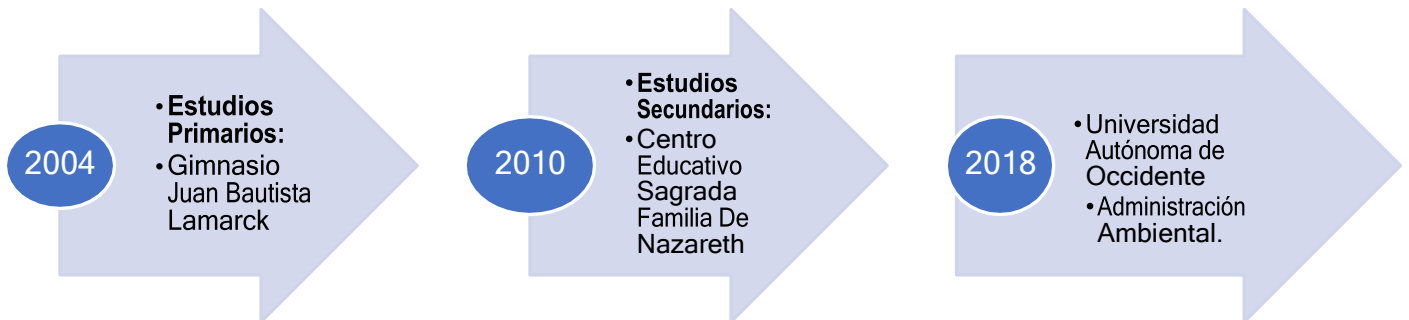 2004
•Estudios
Primarios:
•Gimnasio
Juan Bautista
Lamarck
2010
•Estudios
Secundarios:
•Centro
Educativo
Sagrada
Familia De
Nazareth
2018
•Universidad
Autónoma de
Occidente
•Administración
Ambiental.